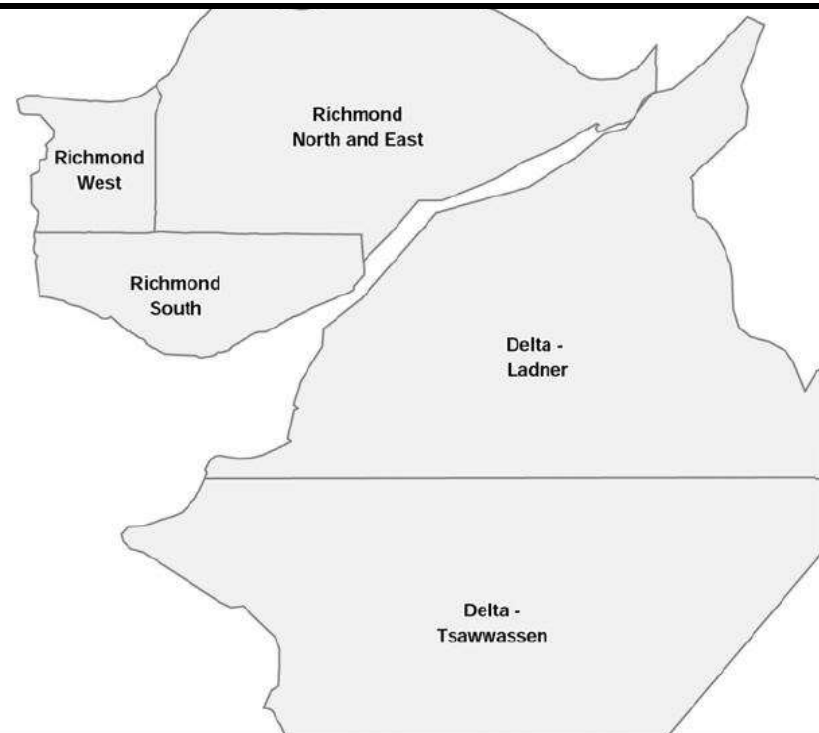 Richmond
North and East
Richmond
West
Richmond
South
Delta -
Ladner
Delta -
Tsawwassen